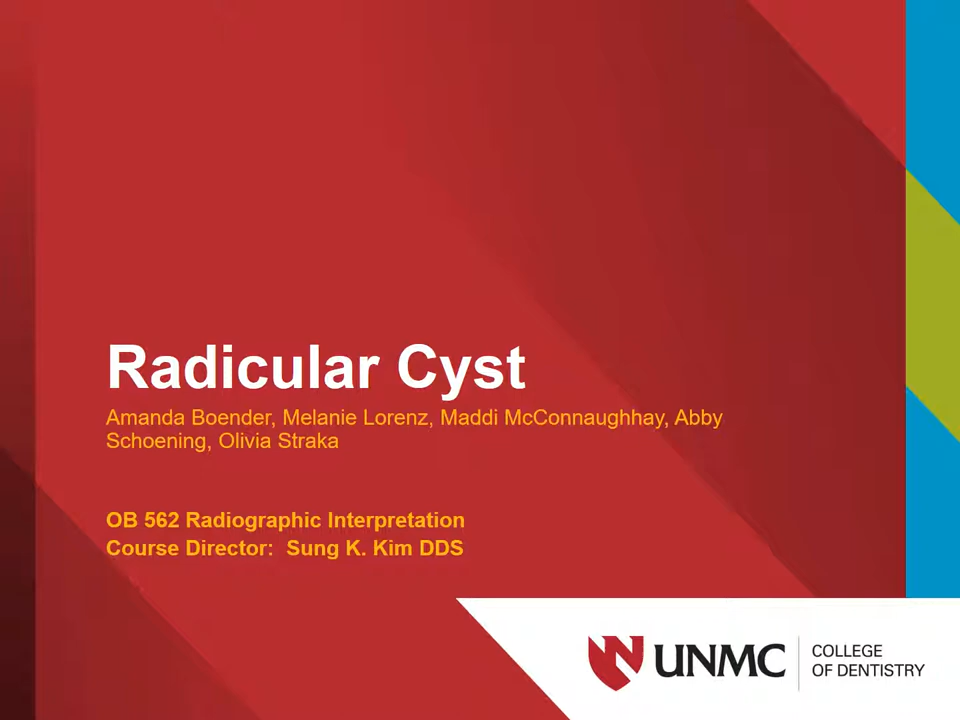 Radicular Cyst
Amanda Boender, Melanie Lorenz, Maddi McConnaughhay, Abby
Schoening, Olivia Straka
OB 562 Radiographic Interpretation
Course Director:  Sung K. Kim DDS
UNMC
COLLEGE
OF DENTISTRY